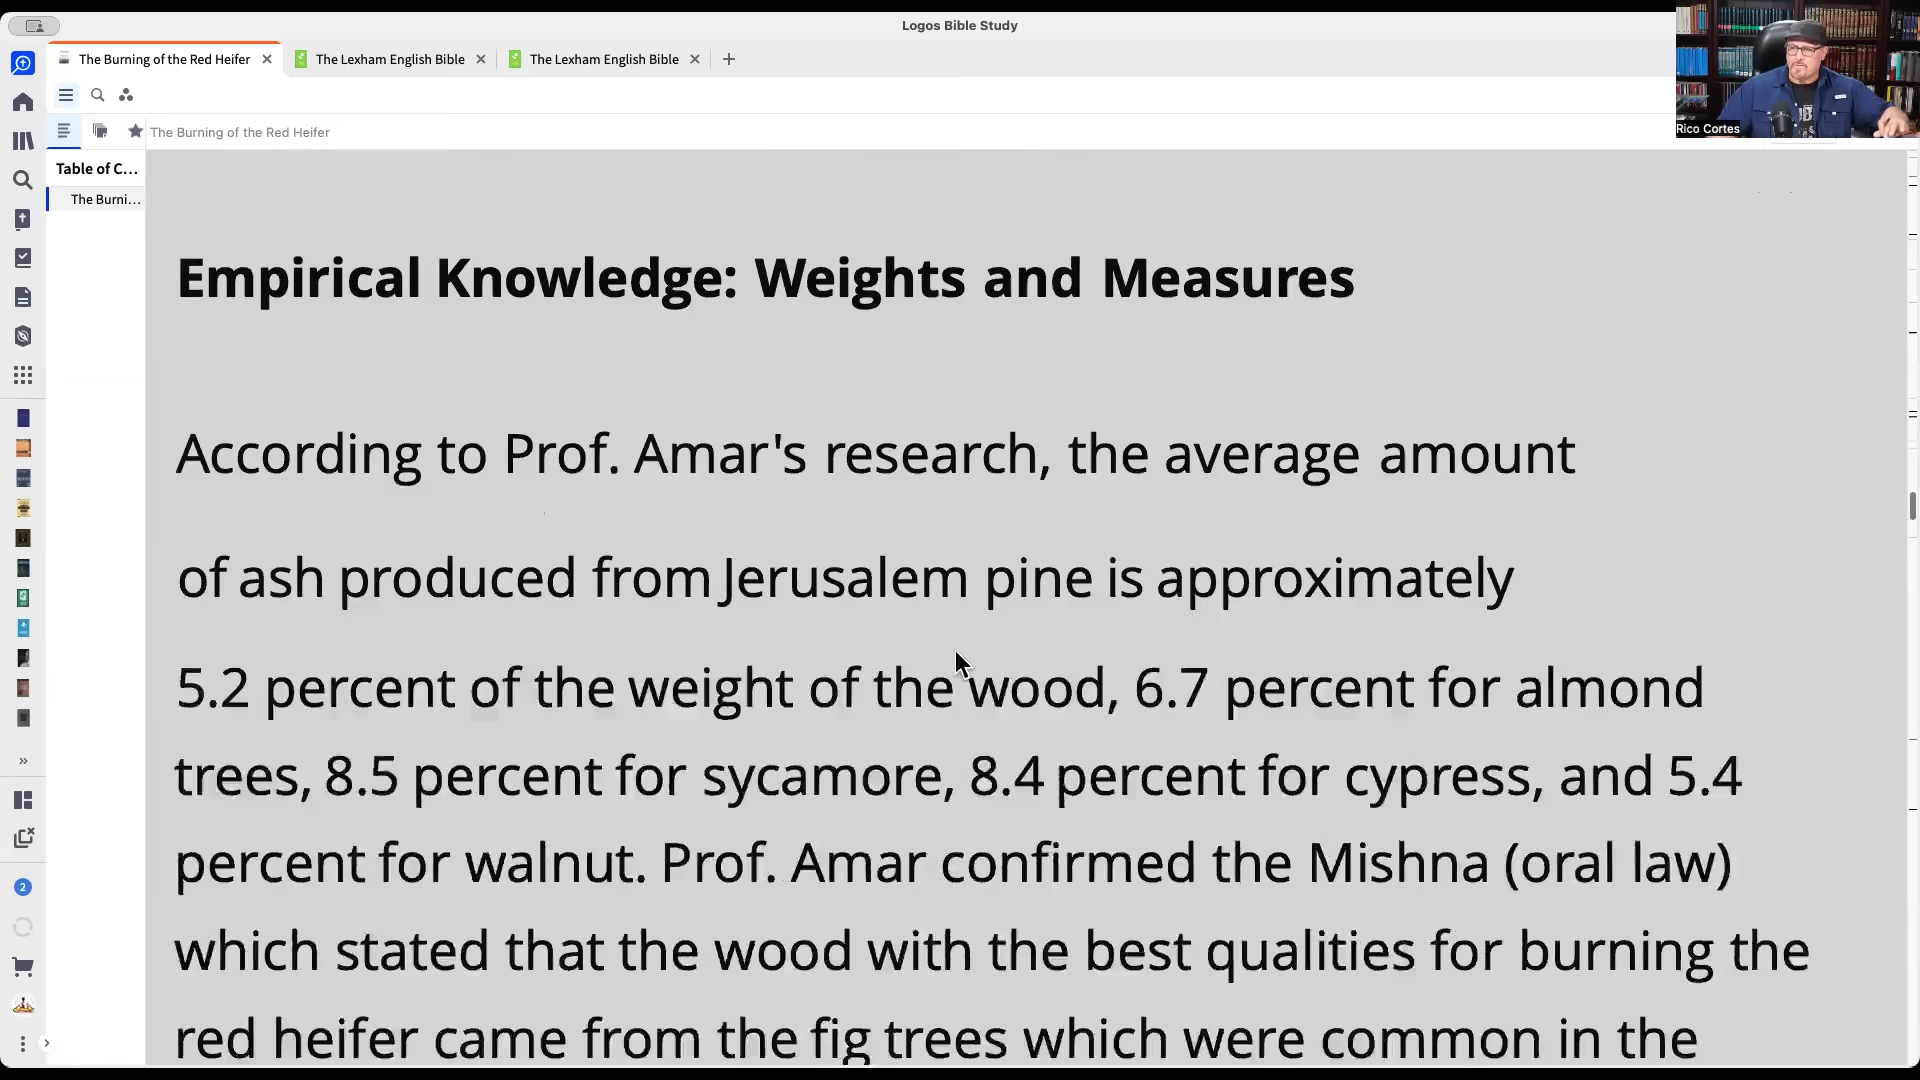 Logos Bible Study
The Burning of the Red Heifer
The Lexham English Bible
The Lexham English Bible
The Burning of the Red Heifer
Rico Cortes
Table of C...
The Burni...
Empirical Knowledge: Weights and Measures
According to Prof. Amar's research, the average amount
of ash produced from Jerusalem pine is approximately
5.2 percent of the weight of the wood, 6.7 percent for almond
trees, 8.5 percent for sycamore, 8.4 percent for cypress, and 5.4
percent for walnut. Prof. Amar confirmed the Mishna (oral law)
which stated that the wood with the best qualities for burning the
red heifer came from the fig trees which were common in the
2